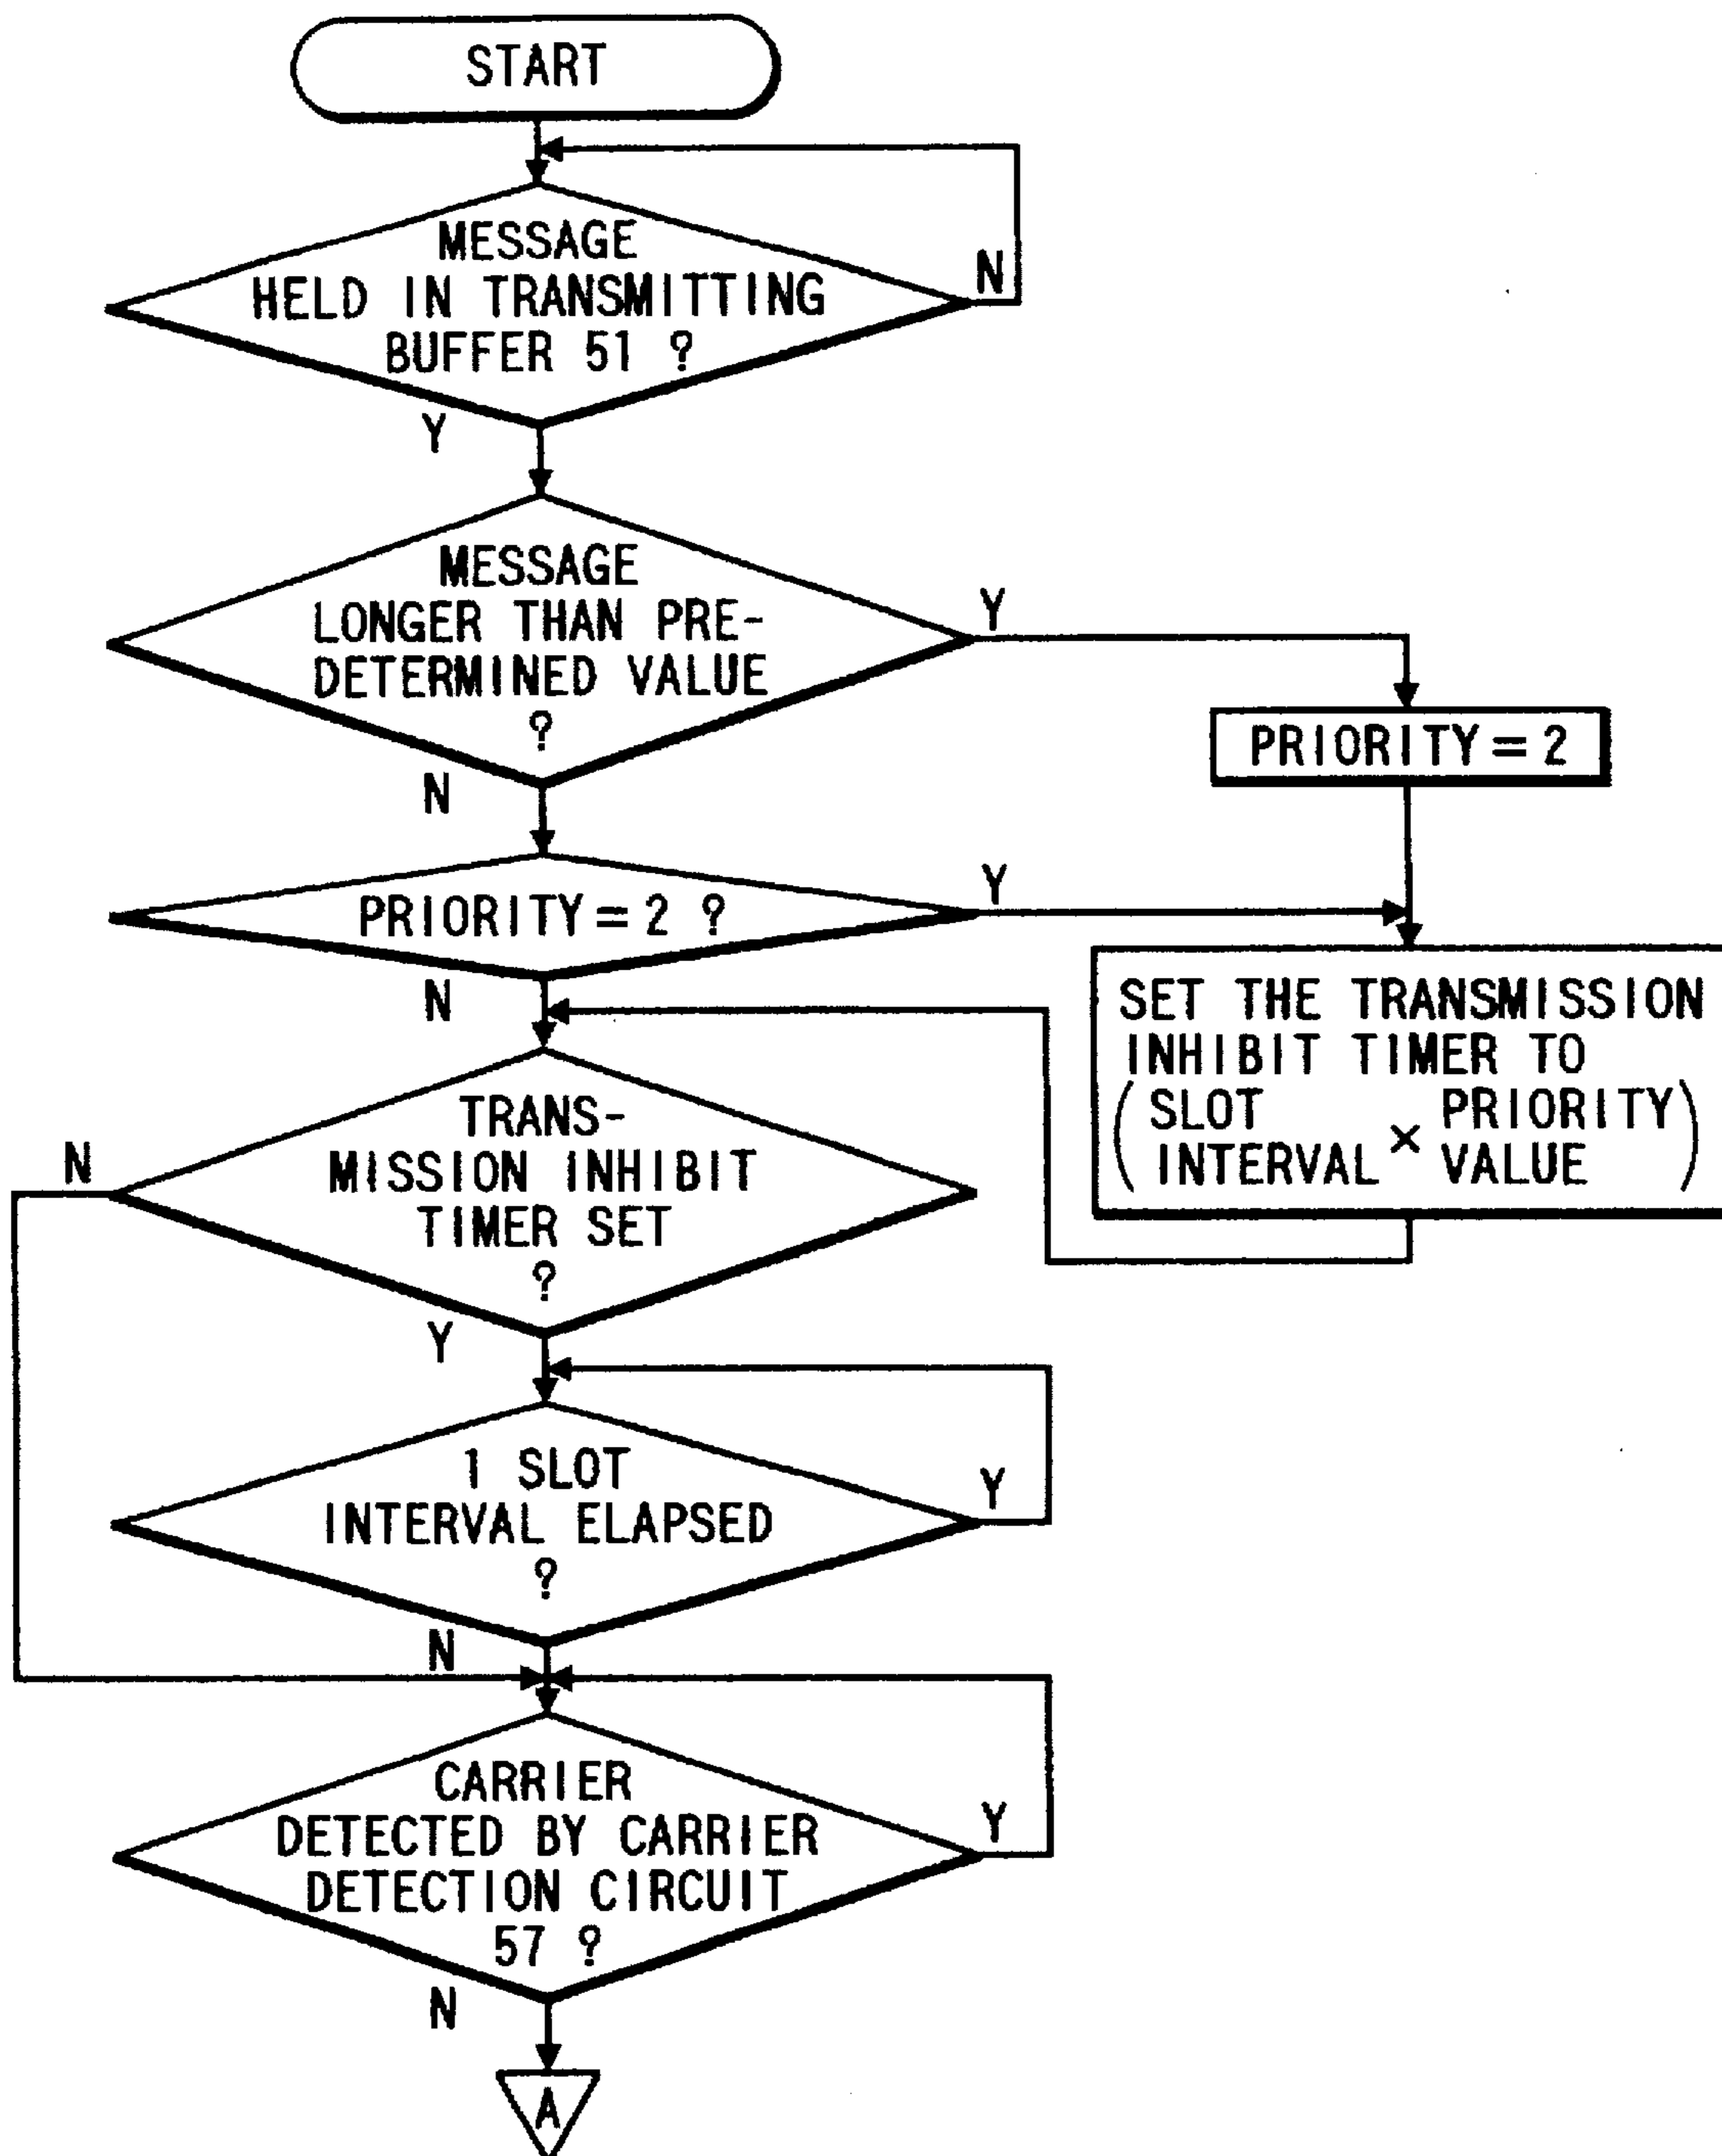 START
MESSAGE
HELD IN TRANSMITTING
BUFFER 51 ?
N
Y
MESSAGE
LONGER THAN PRE-
DETERMINED VALUE
?
Y
N
PRIORITY=2
PRIORITY=2 ?
Y
N
SET THE TRANSMISSION
INHIBIT TIMER TO
(SLOT INTERVAL × PRIORITY VALUE)
TRANS-
MISSION INHIBIT
TIMER SET
?
N
Y
1 SLOT
INTERVAL ELAPSED
?
Y
N
CARRIER
DETECTED BY CARRIER
DETECTION CIRCUIT
57 ?
Y
N
A